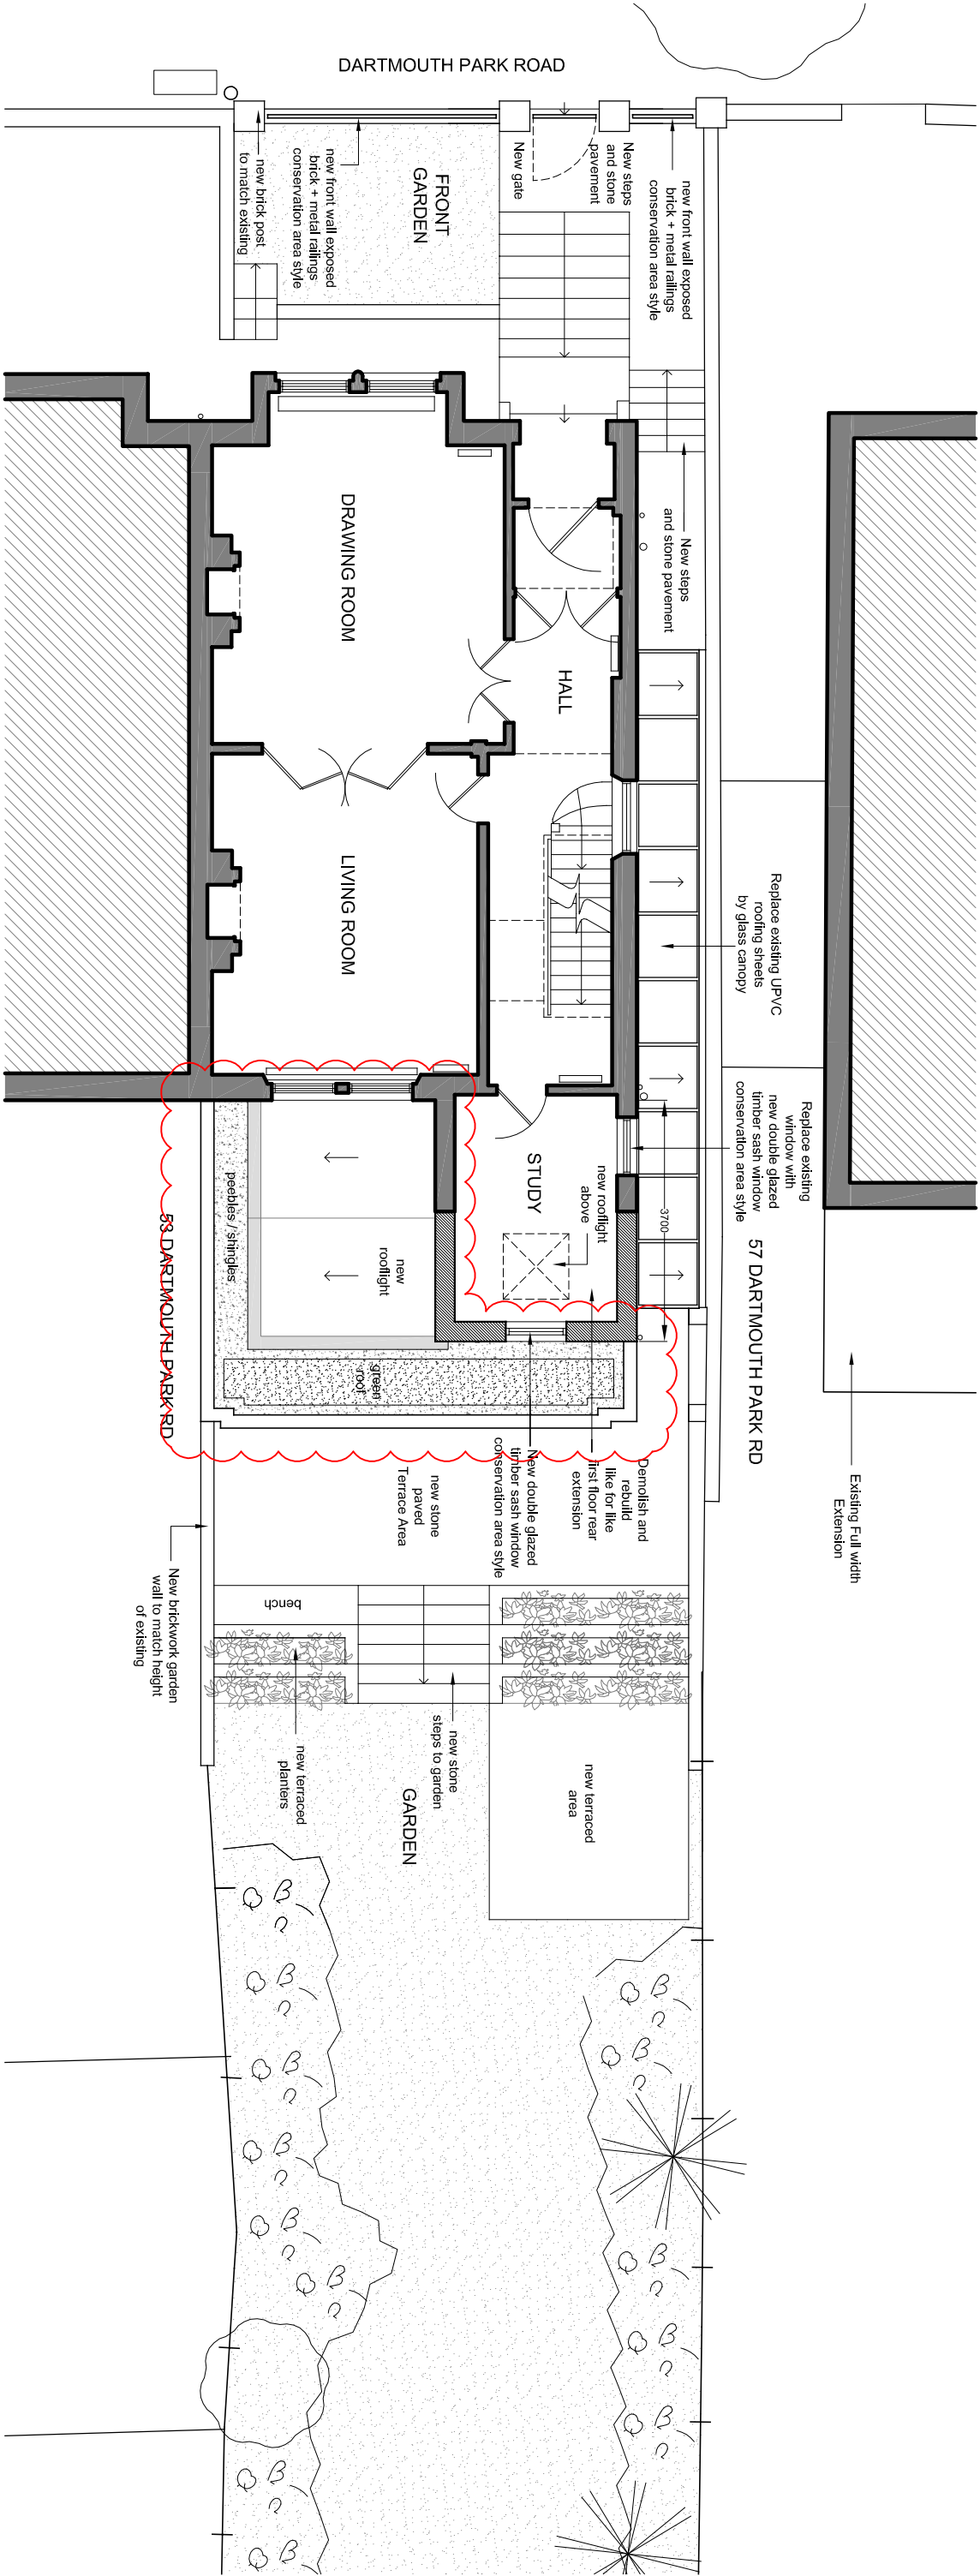 DARTMOUTH PARK ROAD
new front wall exposed
brick + metal railings
conservation area style
New steps
and stone
pavement
New gate
FRONT
GARDEN
new front wall exposed
brick + metal railings
conservation area style
new brick post
to match existing
New steps
and stone pavement
DRAWING ROOM
HALL
LIVING ROOM
Replace existing UPVC
roofing sheets
by glass canopy
Replace existing
window with
new double glazed
timber sash window
conservation area style
3700
STUDY
new rooflight
above
new
rooflight
peebles / shingles
green
roof
53 DARTMOUTH PARK RD
57 DARTMOUTH PARK RD
Existing Full width
Extension
Demolish and
rebuild
like for like
first floor rear
extension
New double glazed
timber sash window
conservation area style
new stone
paved
Terrace Area
New brickwork garden
wall to match height
of existing
bench
new stone
steps to garden
new terraced
planters
new terraced
area
GARDEN